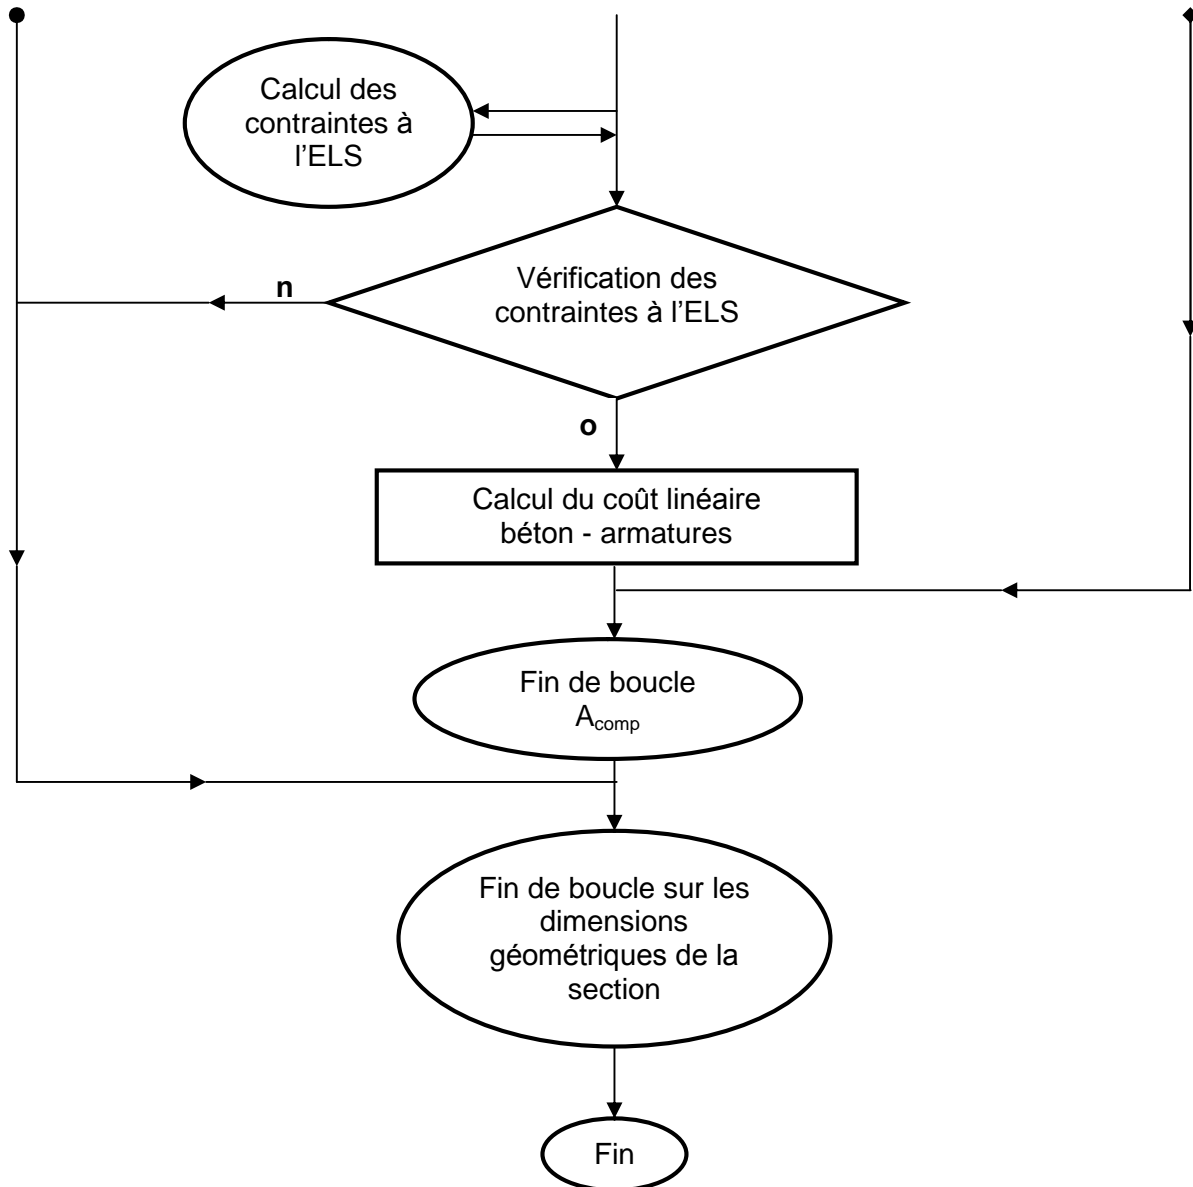 Calcul des
contraintes à
l'ELS
Vérification des
contraintes à l'ELS
n
o
Calcul du coût linéaire
béton - armatures
Fin de boucle
Acomp
Fin de boucle sur les
dimensions
géométriques de la
section
Fin